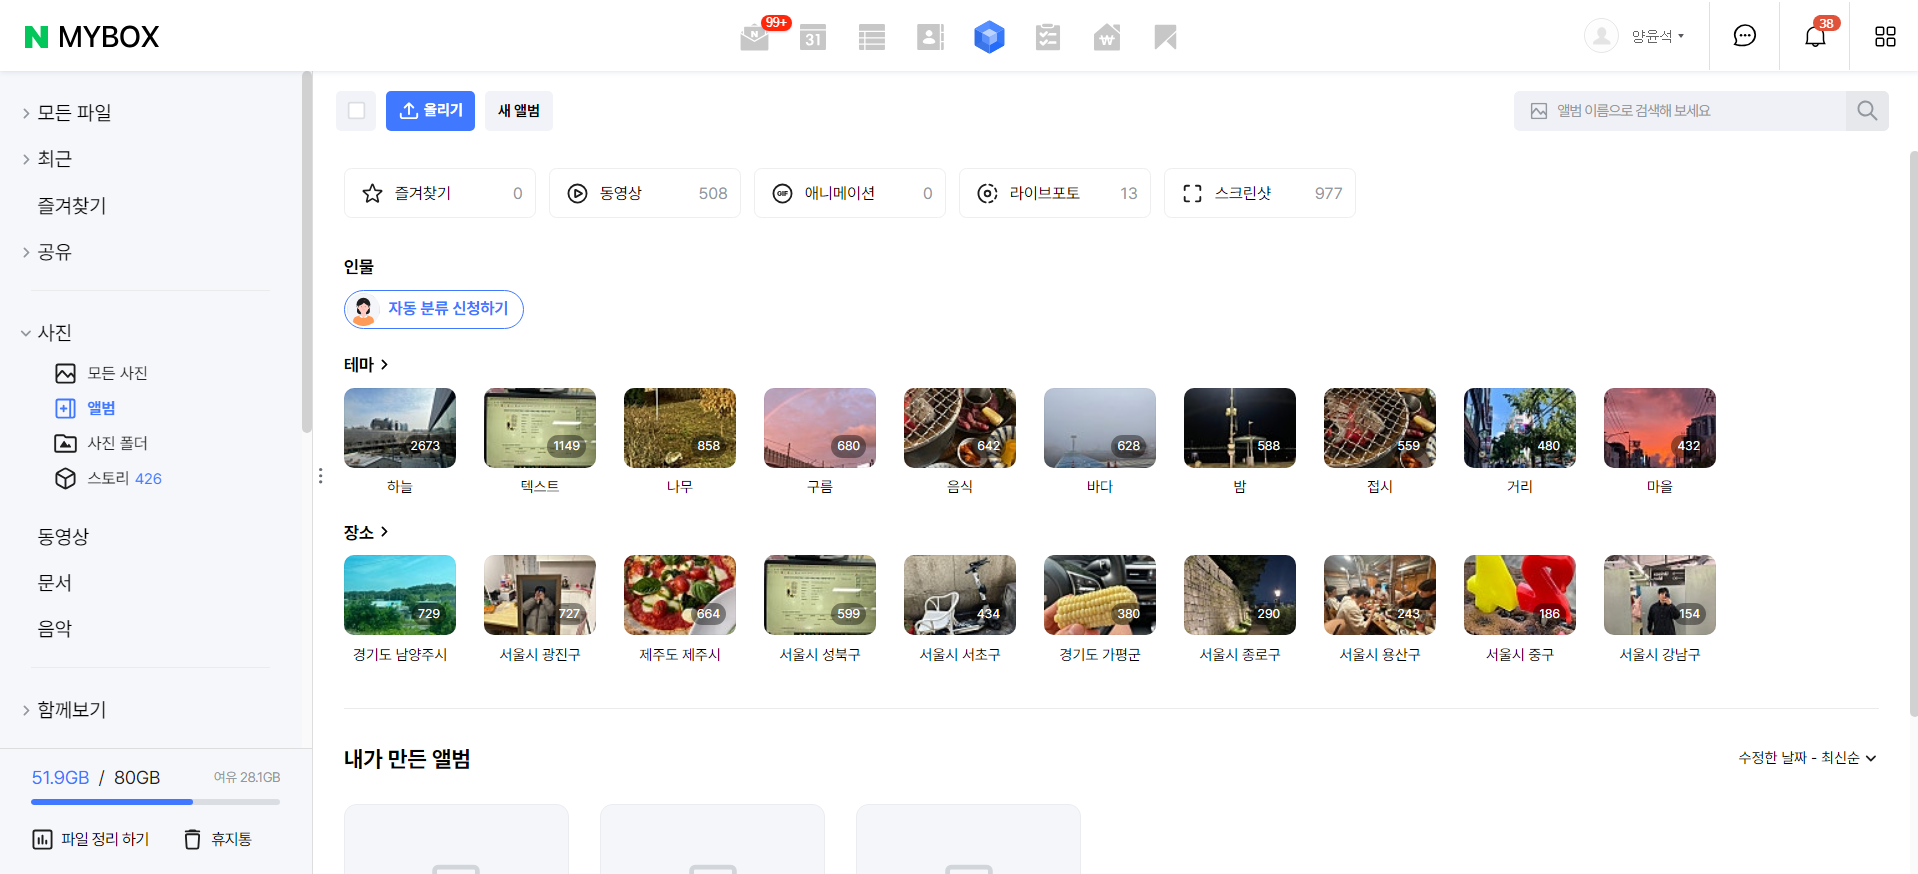 N MYBOX
99+
31
양윤석
38
모든 파일
최근
즐겨찾기
공유
사진
모든 사진
앨범
사진 폴더
스토리 426
동영상
문서
음악
함께보기
51.9GB / 80GB
여유 28.1GB
파일 정리 하기
휴지통
올리기
새 앨범
앨범 이름으로 검색해 보세요
즐겨찾기 0
동영상 508
GIF 애니메이션 0
라이브포토 13
스크린샷 977
인물
자동 분류 신청하기
테마
2673 1149 858 680 642 628 588 559 480 432
하늘 텍스트 나무 구름 음식 바다 밤 접시 거리 마을
장소
729 727 664 599 434 380 290 243 186 154
경기도 남양주시 서울시 광진구 제주도 제주시 서울시 성북구 서울시 서초구 경기도 가평군 서울시 종로구 서울시 용산구 서울시 중구 서울시 강남구
내가 만든 앨범
수정한 날짜 - 최신순